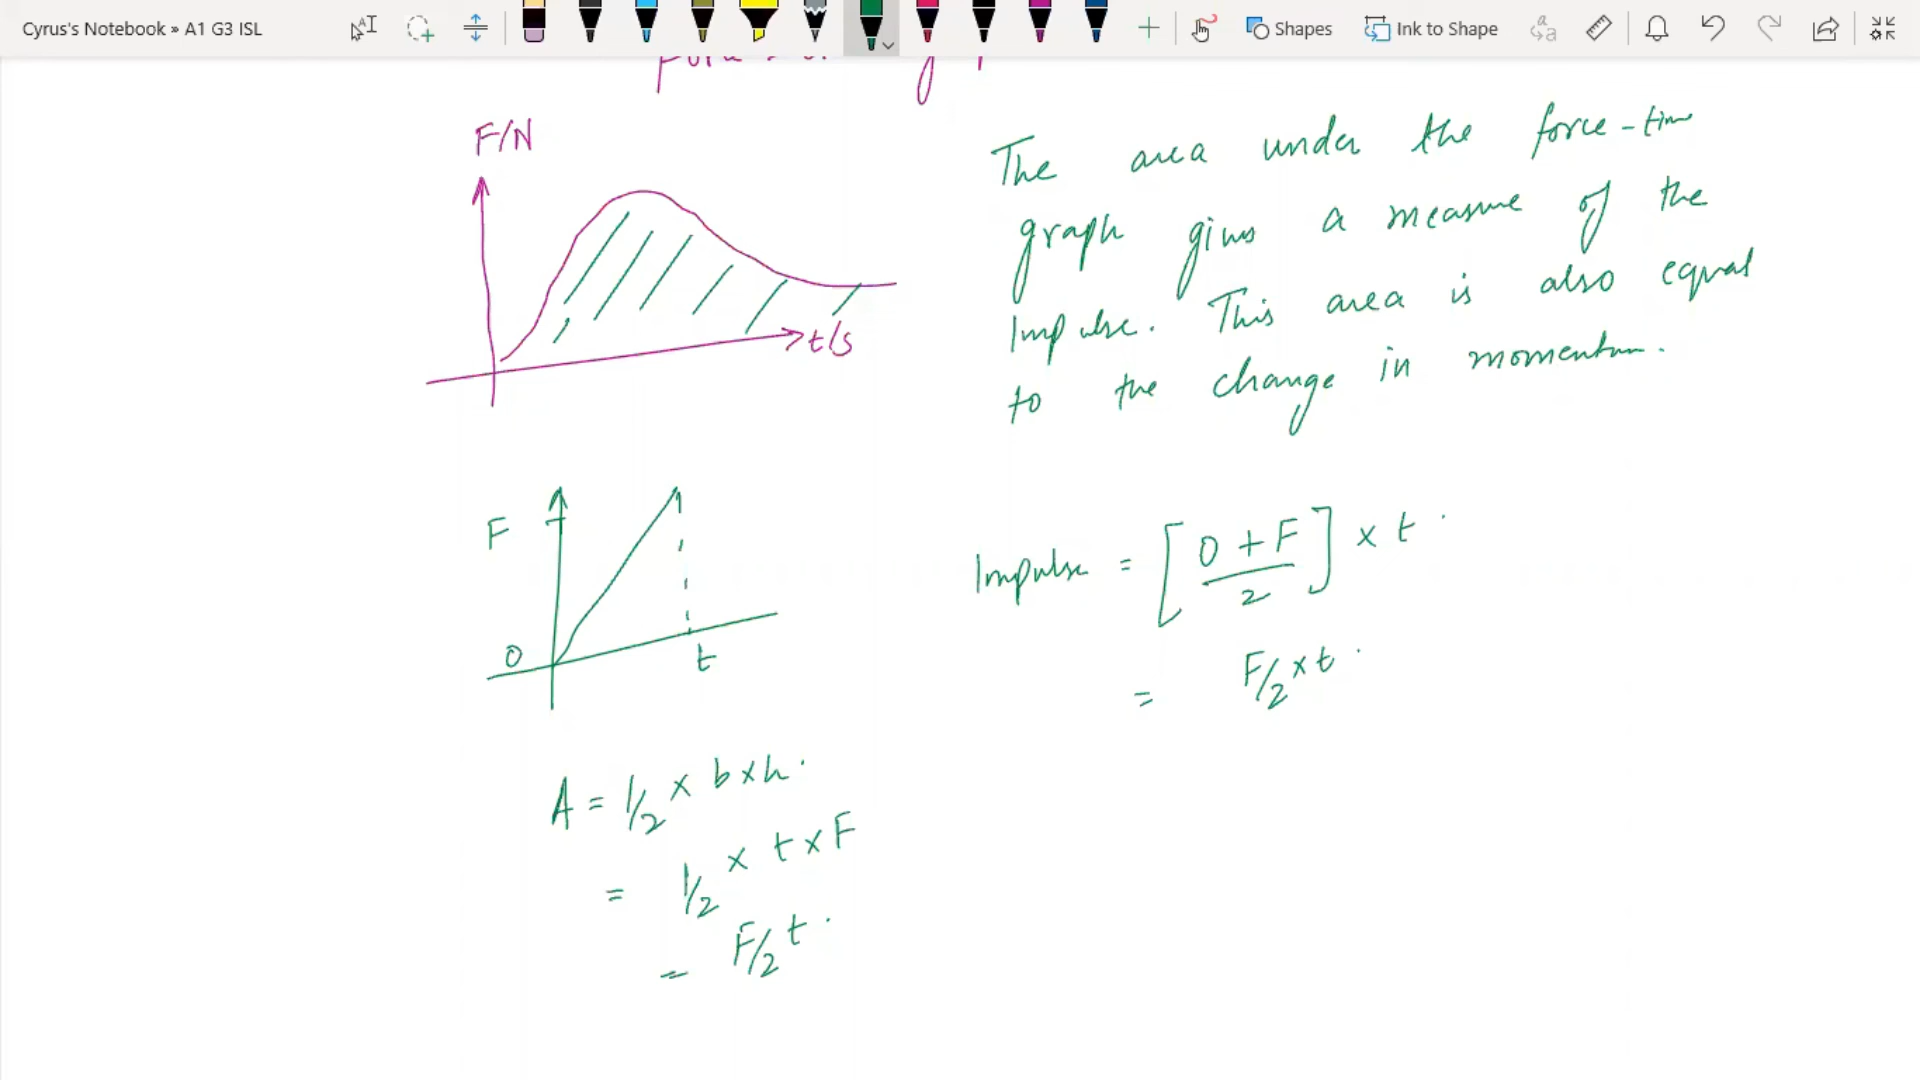 Cyrus's Notebook » A1 G3 ISL
Shapes
Ink to Shape
F/N
t/s
The area under the force-time
graph gives a measure of the
Impulse. This area is also equal
to the change in momentum.
F
0
t
Impulse = [0 + F / 2] × t
= F/2 × t
A = 1/2 × b × h
= 1/2 × t × F
= F/2 t